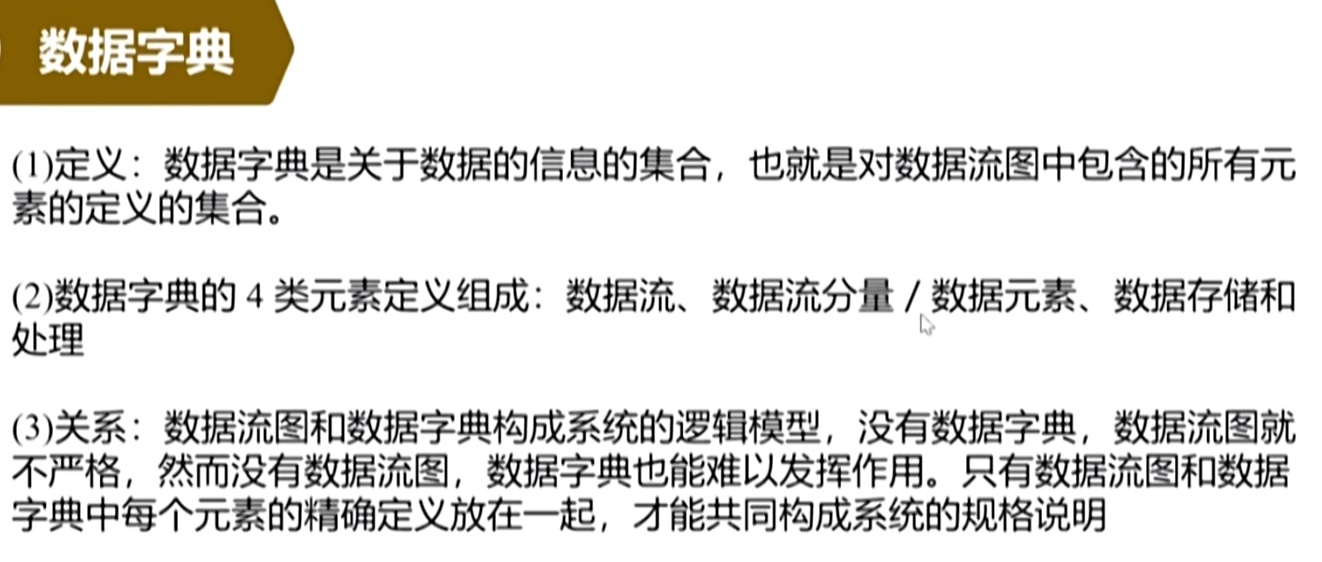 数据字典
(1)定义：数据字典是关于数据的信息的集合，也就是对数据流图中包含的所有元
素的定义的集合。
(2)数据字典的 4 类元素定义组成：数据流、数据流分量 / 数据元素、数据存储和
处理
(3)关系：数据流图和数据字典构成系统的逻辑模型，没有数据字典，数据流图就
不严格，然而没有数据流图，数据字典也能难以发挥作用。只有数据流图和数据
字典中每个元素的精确定义放在一起，才能共同构成系统的规格说明